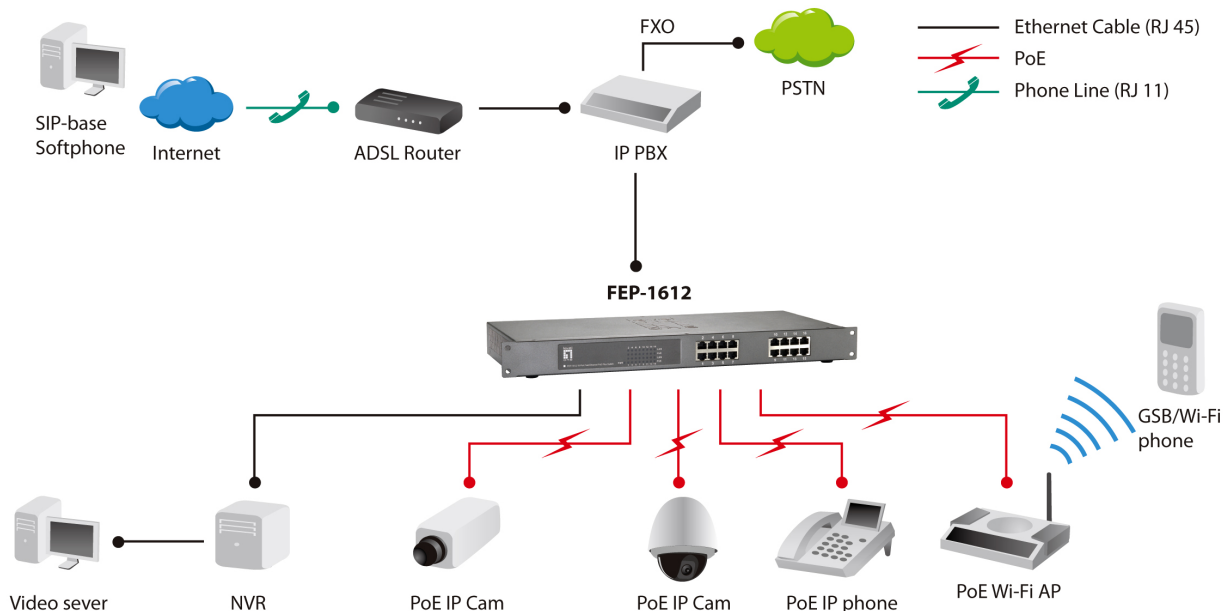 FXO
Ethernet Cable (RJ 45)
PoE
Phone Line (RJ 11)
PSTN
SIP-base
Softphone
Internet
ADSL Router
IP PBX
FEP-1612
GSB/Wi-Fi
phone
Video sever
NVR
PoE IP Cam
PoE IP Cam
PoE IP phone
PoE Wi-Fi AP